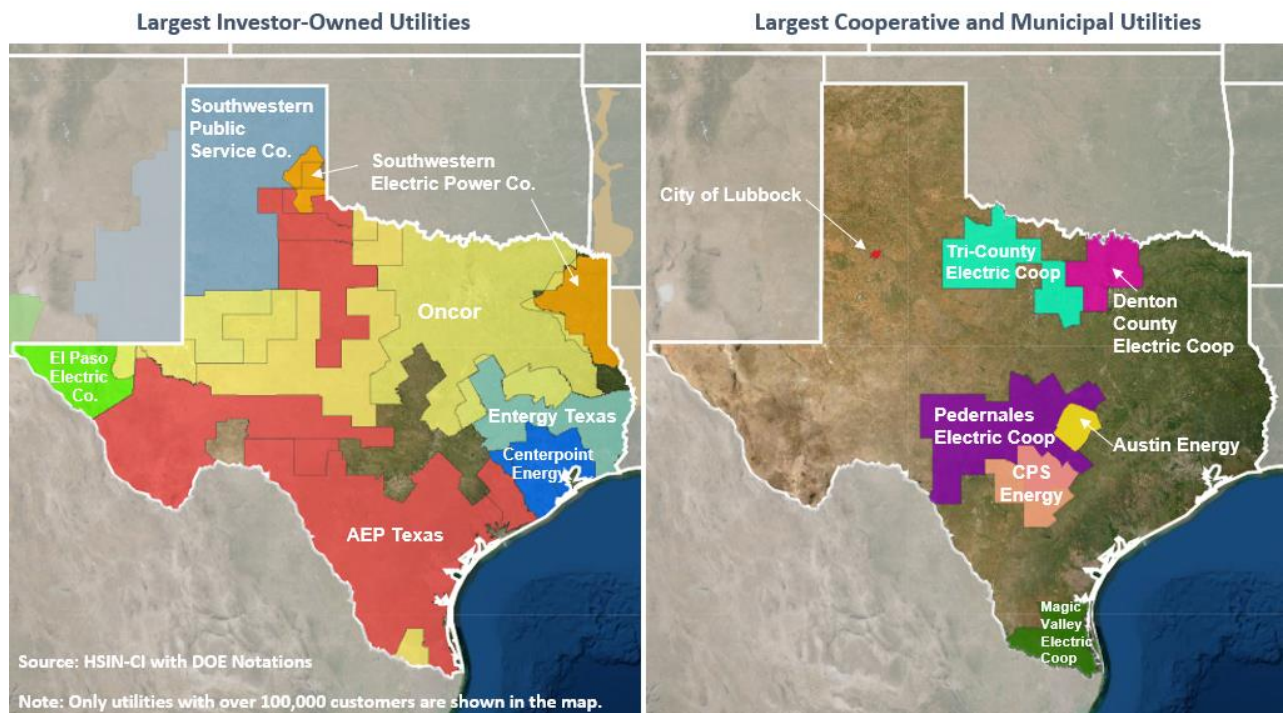 Largest Investor-Owned Utilities
Southwestern
Public
Service Co.
Southwestern
Electric Power Co.
Oncor
El Paso
Electric
Co.
Entergy Texas
Centerpoint
Energy
AEP Texas
Source: HSIN-CI with DOE Notations
Note: Only utilities with over 100,000 customers are shown in the map.
Largest Cooperative and Municipal Utilities
City of Lubbock
Tri-County
Electric Coop
Denton
County
Electric Coop
Pedernales
Electric Coop
Austin Energy
CPS
Energy
Magic
Valley
Electric
Coop